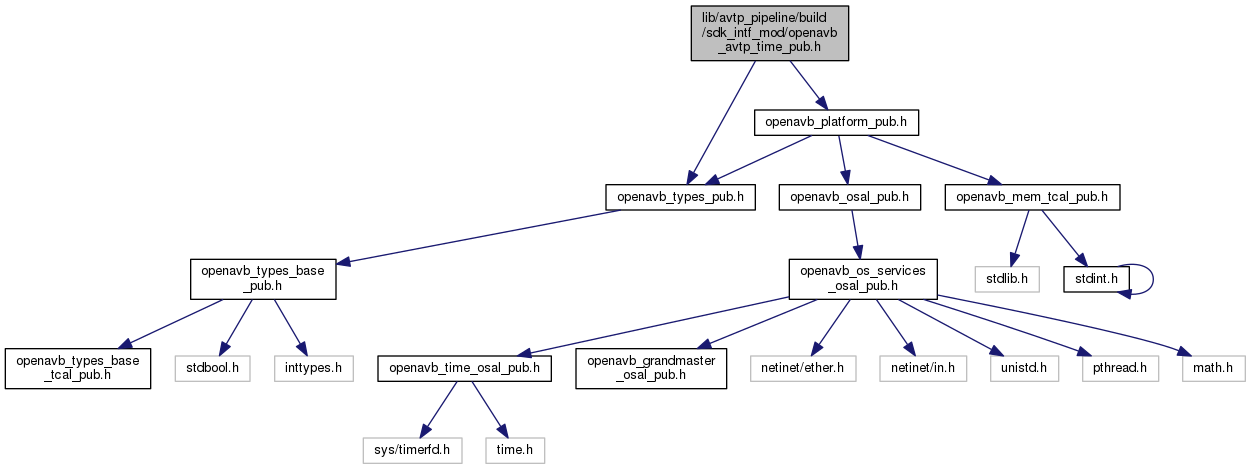 lib/avtp_pipeline/build
/sdk_intf_mod/openavb
_avtp_time_pub.h
openavb_platform_pub.h
openavb_types_pub.h
openavb_osal_pub.h
openavb_mem_tcal_pub.h
openavb_types_base
_pub.h
openavb_os_services
_osal_pub.h
stdlib.h
stdint.h
openavb_types_base
_tcal_pub.h
stdbool.h
inttypes.h
openavb_time_osal_pub.h
openavb_grandmaster
_osal_pub.h
netinet/ether.h
netinet/in.h
unistd.h
pthread.h
math.h
sys/timerfd.h
time.h